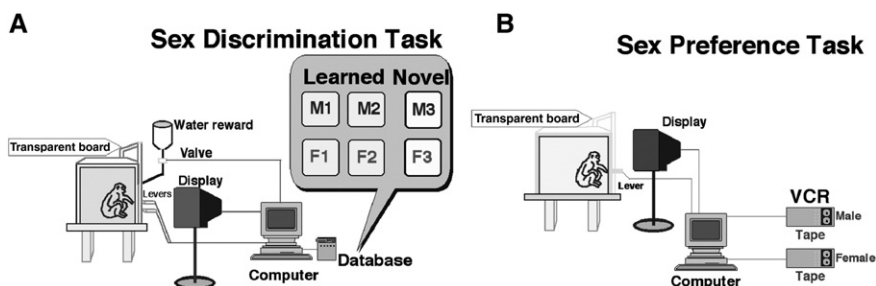 A
Sex Discrimination Task
Learned Novel
M1 M2 M3
F1 F2 F3
Water reward
Transparent board
Valve
Display
Levers
Computer
Database
B
Sex Preference Task
Transparent board
Display
Lever
VCR
Male
Tape
Female
Tape
Computer